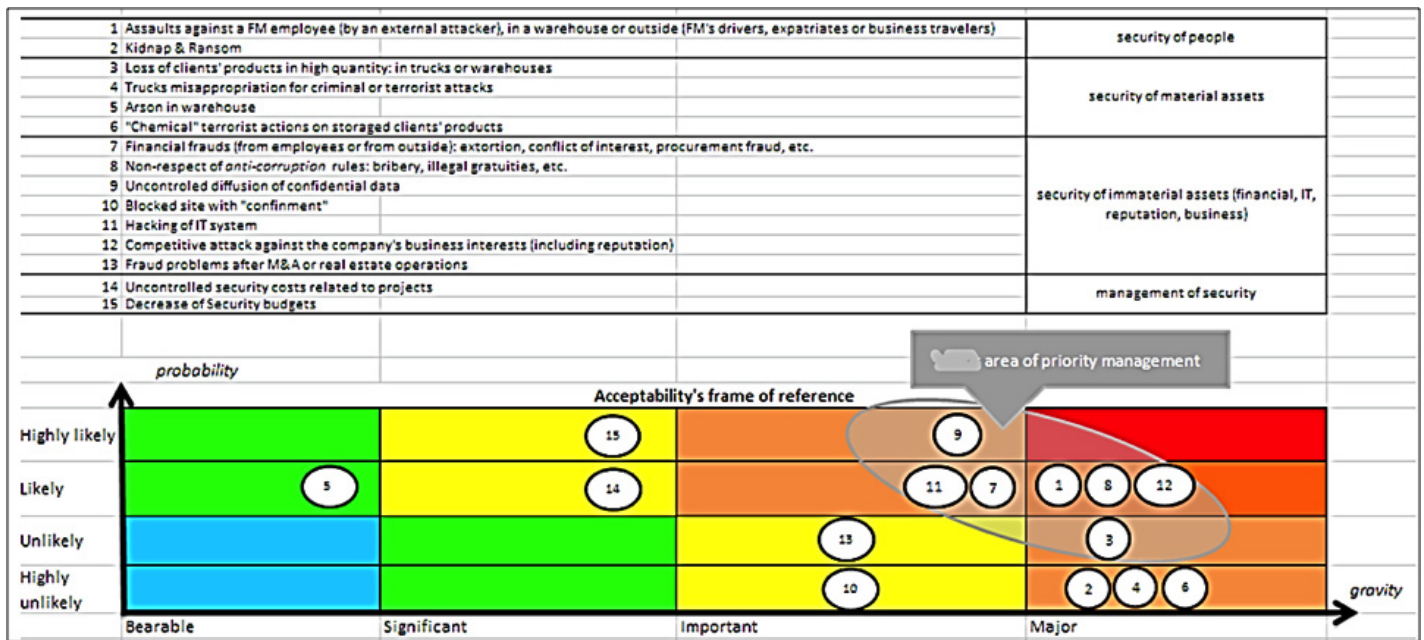 1 Assaults against a FM employee (by an external attacker), in a warehouse or outside (FM's drivers, expatriates or business travelers)
2 Kidnap & Ransom
security of people
3 Loss of clients' products in high quantity: in trucks or warehouses
4 Trucks misappropriation for criminal or terrorist attacks
5 Arson in warehouse
6 "Chemical" terrorist actions on storaged clients' products
security of material assets
7 Financial frauds (from employees or from outside): extortion, conflict of interest, procurement fraud, etc.
8 Non-respect of anti-corruption rules: bribery, illegal gratuities, etc.
9 Uncontroled diffusion of confidential data
10 Blocked site with "confinment"
11 Hacking of IT system
12 Competitive attack against the company's business interests (including reputation)
13 Fraud problems after M&A or real estate operations
security of immaterial assets (financial, IT,
reputation, business)
14 Uncontrolled security costs related to projects
15 Decrease of Security budgets
management of security
area of priority management
probability
Acceptability's frame of reference
Highly likely
15
9
Likely
5
14
11
7
1
8
12
Unlikely
13
3
Highly
unlikely
10
2
4
6
gravity
Bearable
Significant
Important
Major